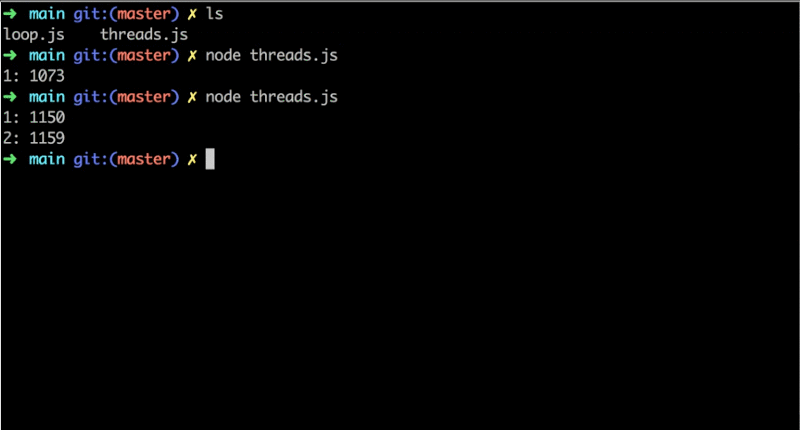 ➜ main git:(master) ✗ ls
loop.js threads.js
➜ main git:(master) ✗ node threads.js
1: 1073
➜ main git:(master) ✗ node threads.js
1: 1150
2: 1159
➜ main git:(master) ✗